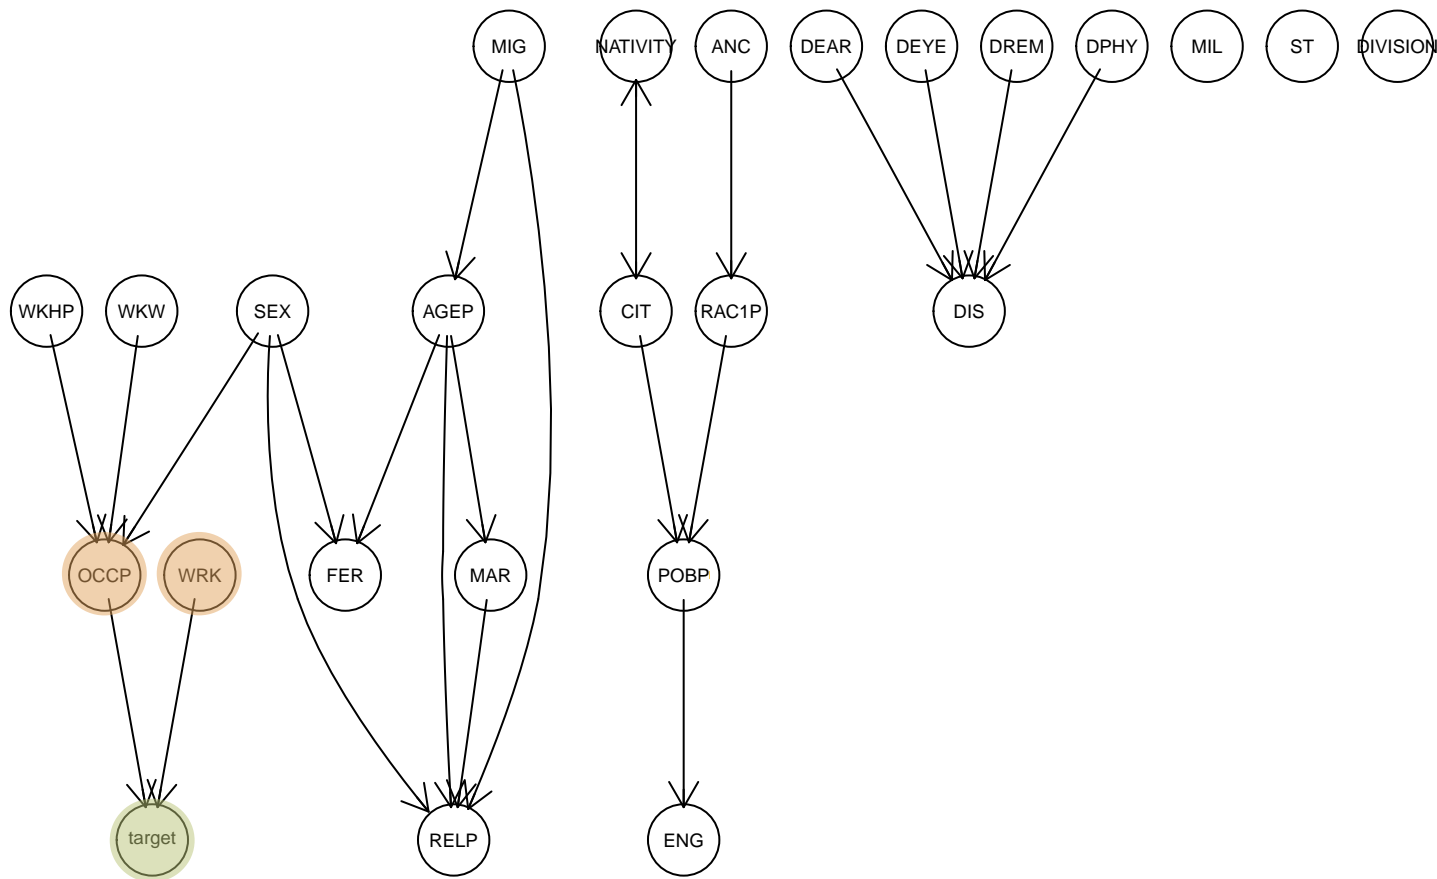 MIG NATIVITY ANC DEAR DEYE DREM DPHY MIL ST DIVISION
WKHP WKW SEX AGEP CIT RAC1P DIS
OCCP WRK FER MAR POBP
target RELP ENG